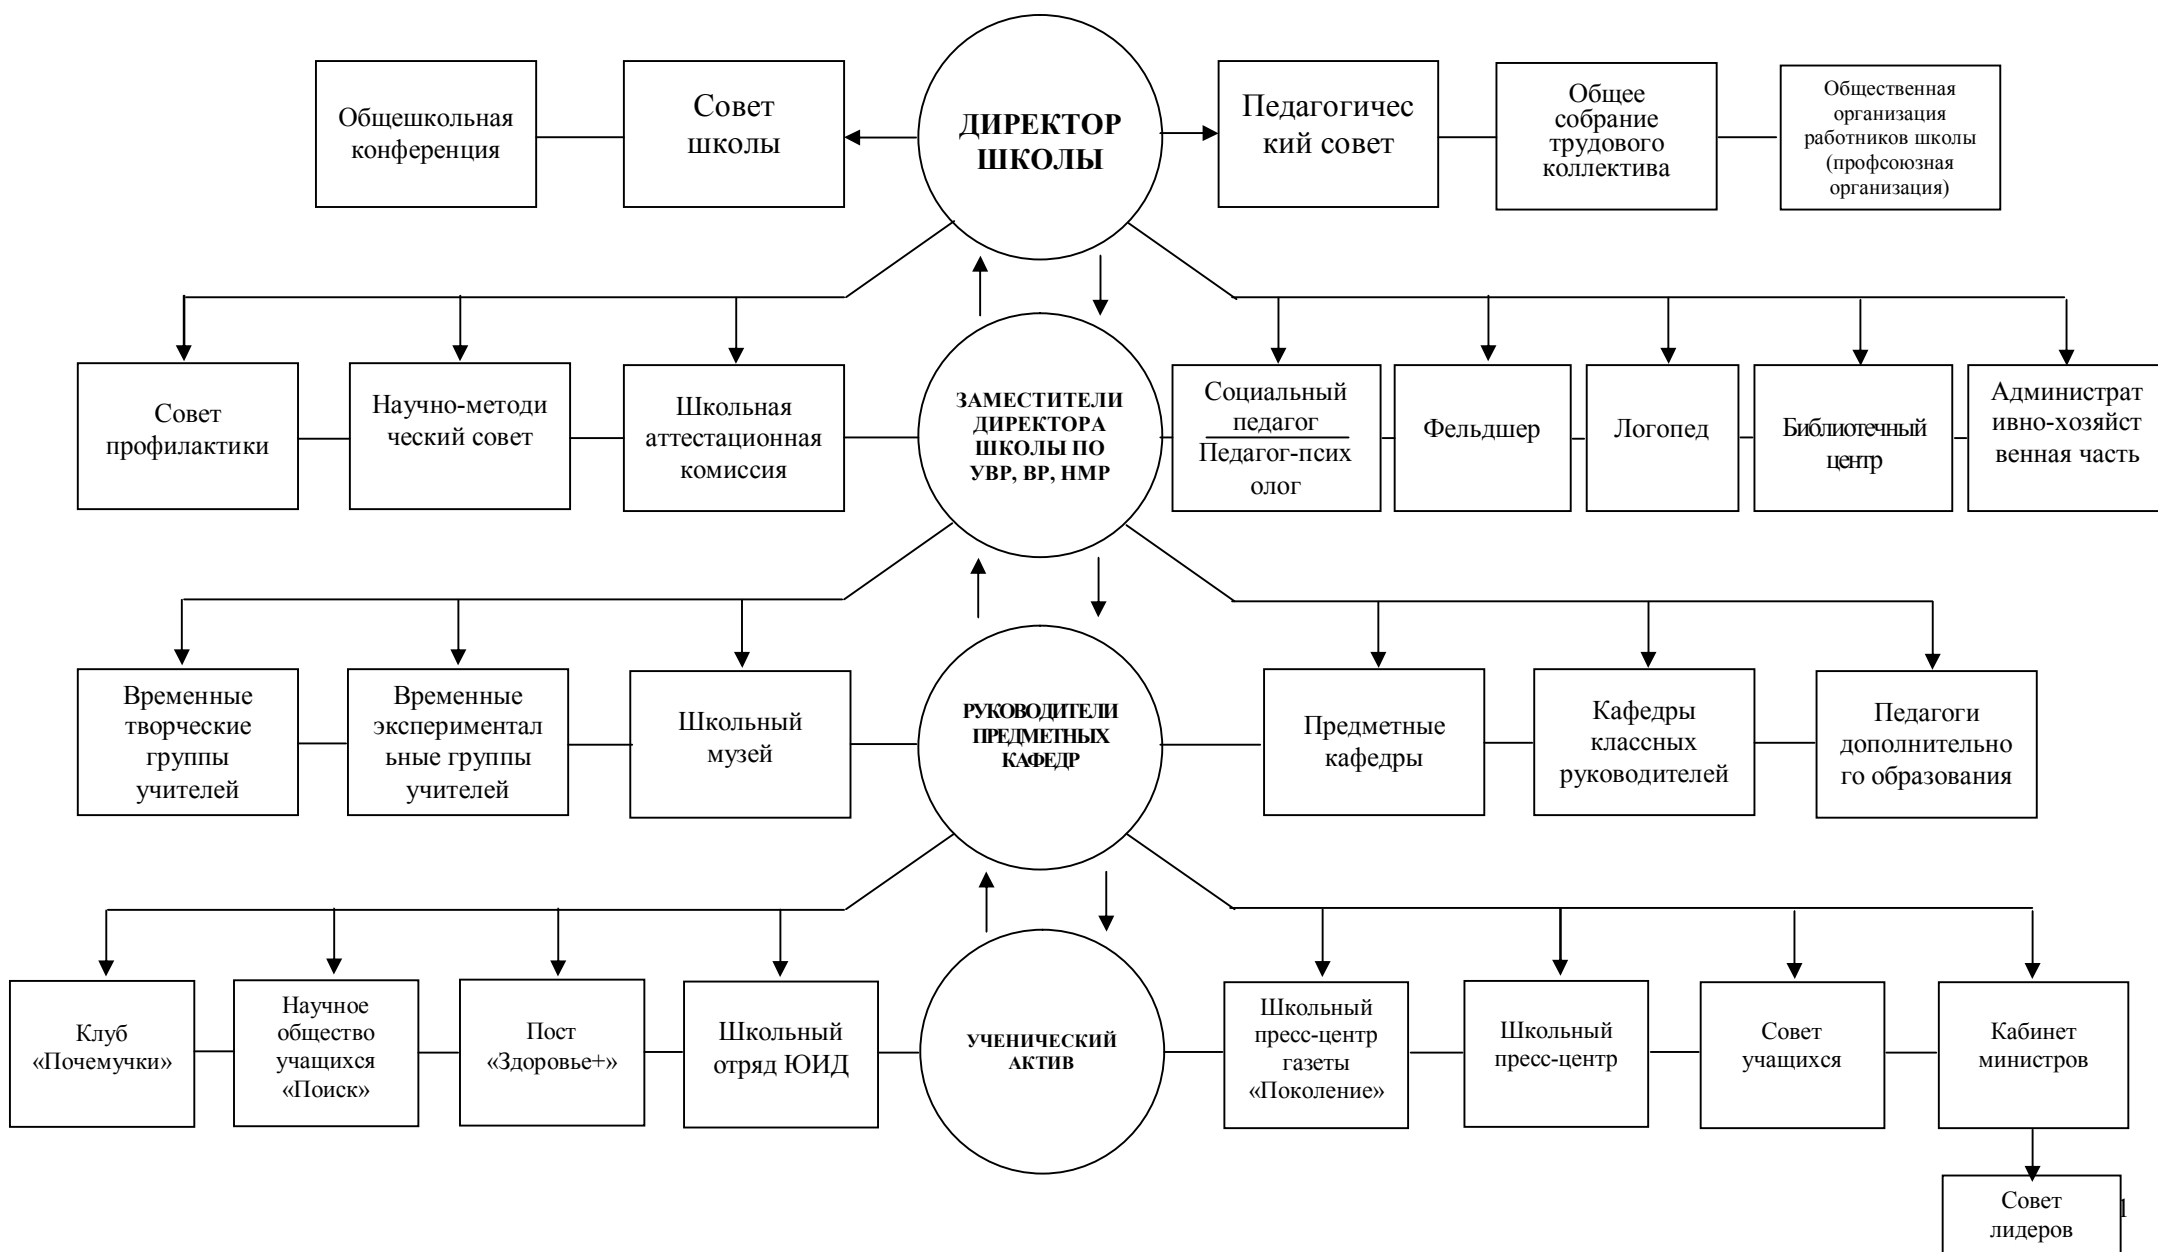 Общешкольная
конференция
Совет
школы
ДИРЕКТОР
ШКОЛЫ
Педагогичес
кий совет
Общее
собрание
трудового
коллектива
Общественная
организация
работников школы
(профсоюзная
организация)
Совет
профилактики
Научно-методи
ческий совет
Школьная
аттестационная
комиссия
ЗАМЕСТИТЕЛИ
ДИРЕКТОРА
ШКОЛЫ ПО
УВР, ВР, НМР
Социальный
педагог
Педагог-псих
олог
Фельдшер
Логопед
Библиотечный
центр
Администрат
ивно-хозяйст
венная часть
Временные
творческие
группы
учителей
Временные
экспериментал
ьные группы
учителей
Школьный
музей
РУКОВОДИТЕЛИ
ПРЕДМЕТНЫХ
КАФЕДР
Предметные
кафедры
Кафедры
классных
руководителей
Педагоги
дополнительно
го образования
Клуб
«Почемучки»
Научное
общество
учащихся
«Поиск»
Пост
«Здоровье+»
Школьный
отряд ЮИД
УЧЕНИЧЕСКИЙ
АКТИВ
Школьный
пресс-центр
газеты
«Поколение»
Школьный
пресс-центр
Совет
учащихся
Кабинет
министров
Совет
лидеров
1